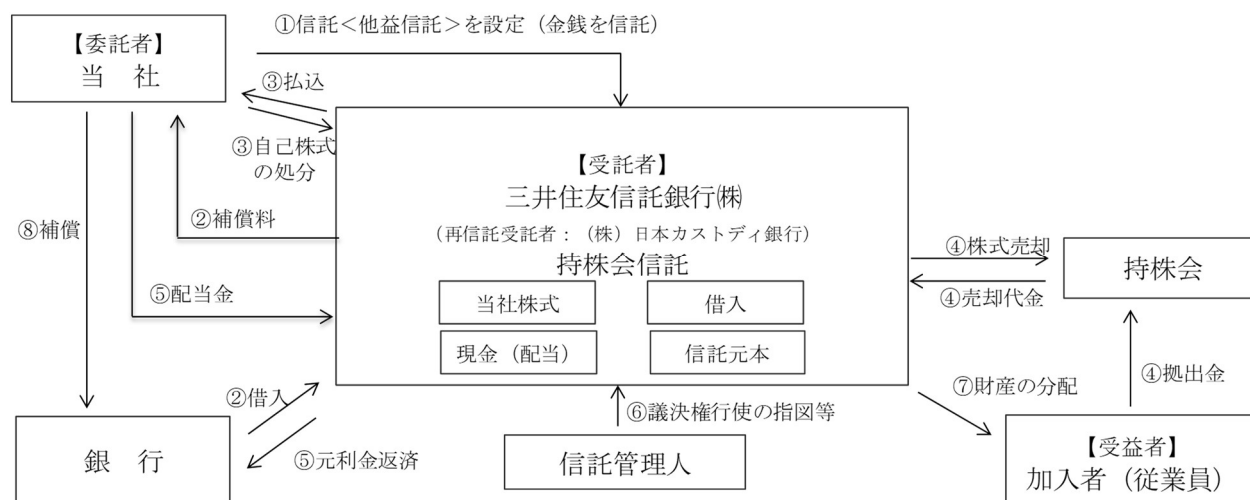 ①信託＜他益信託＞を設定（金銭を信託）
【委託者】
当　社
③払込
③自己株式
の処分
【受託者】
三井住友信託銀行㈱
（再信託受託者：（株）日本カストディ銀行）
持株会信託
②補償料
⑧補償
④株式売却
持株会
⑤配当金
④売却代金
当社株式
借入
現金（配当）
信託元本
④拠出金
②借入
⑦財産の分配
⑥議決権行使の指図等
⑤元利金返済
銀　行
信託管理人
【受益者】
加入者（従業員）